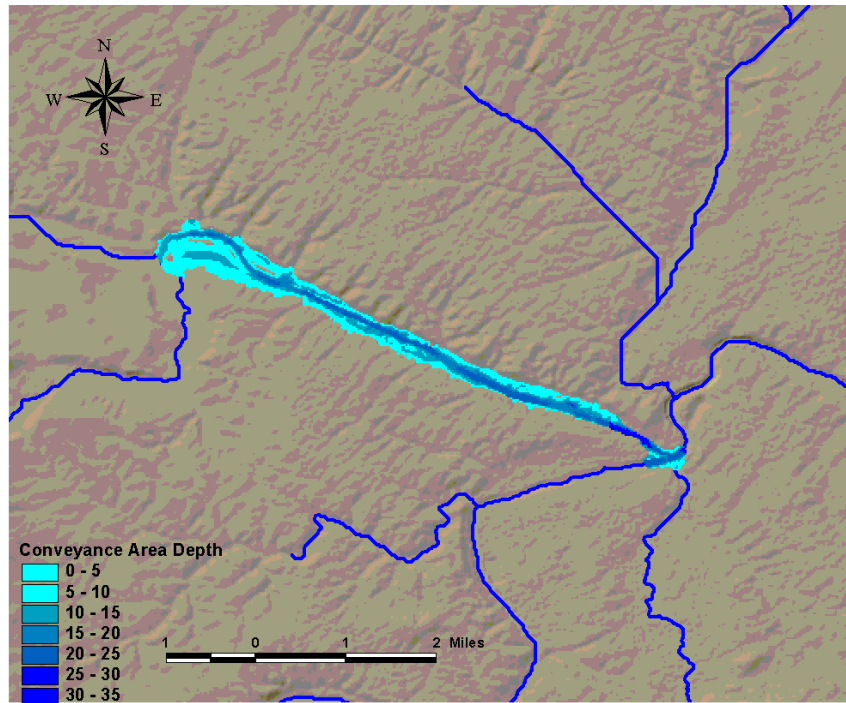 N
W E
S
Conveyance Area Depth
0 - 5
5 - 10
10 - 15
15 - 20
20 - 25
25 - 30
30 - 35
1 0 1 2 Miles